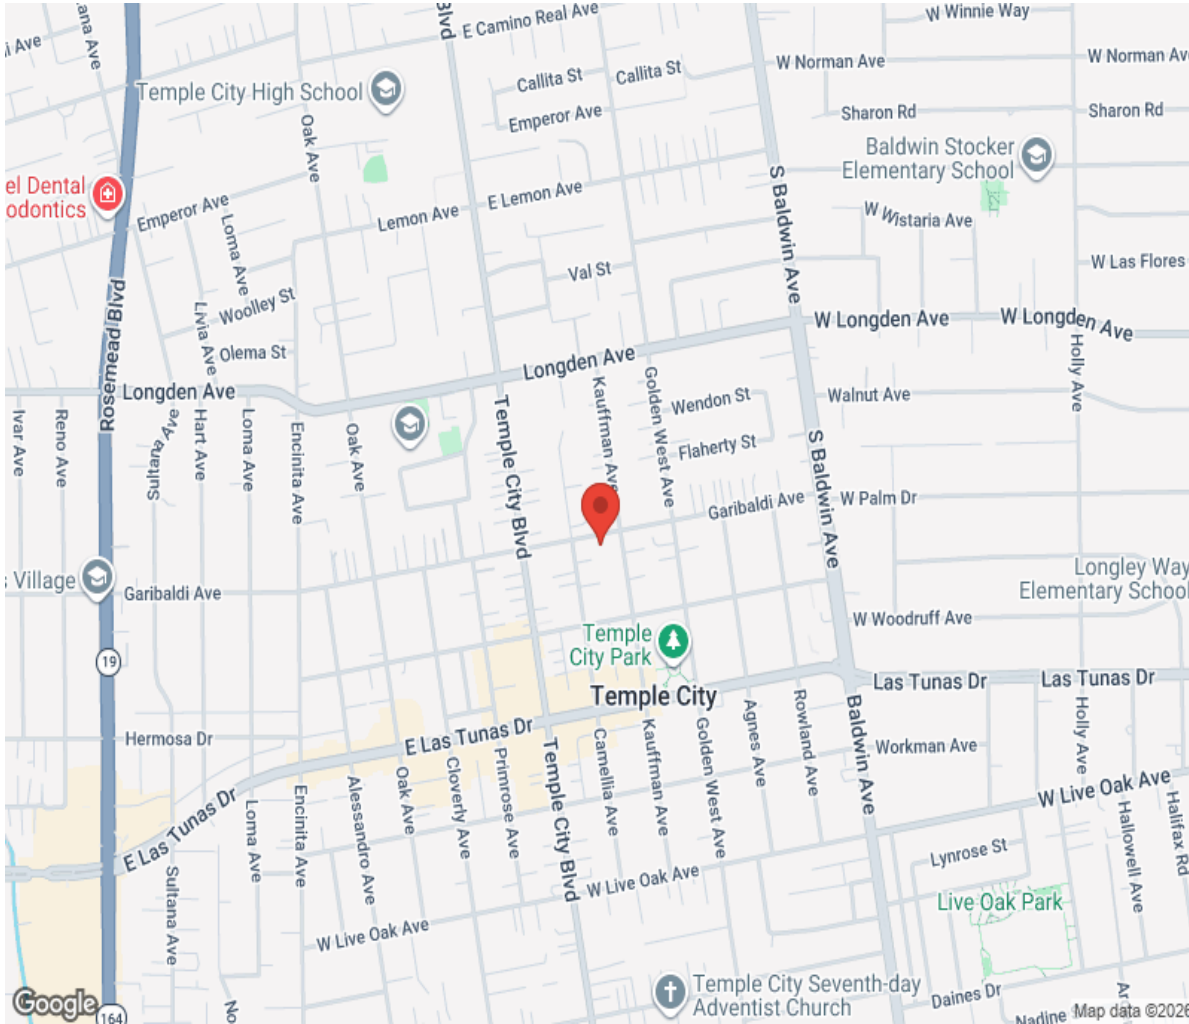 Blvd
E Camino Real Ave
W Winnie Way
ana Ave
i Ave
W Norman Ave
W Norman Av
Callita St
Callita St
Temple City High School
Emperor Ave
Sharon Rd
Sharon Rd
Oak Ave
Baldwin Stocker
Elementary School
el Dental
odontics
E Lemon Ave
Lemon Ave
Emperor Ave
Loma Ave
S Baldwin Ave
W Wistaria Ave
W Las Flores
Val St
Woolley St
Rosemead Blvd
Livia Ave
Olema St
W Longden Ave
W Longden Ave
Longden Ave
Longden Ave
Holly Ave
Kauffman Ave
Golden West Ave
Wendon St
Walnut Ave
Flaherty St
Ivar Ave
Reno Ave
Sultana Ave
Hart Ave
Loma Ave
Encinita Ave
Oak Ave
Temple City Blvd
S Baldwin Ave
Garibaldi Ave
W Palm Dr
s Village
Garibaldi Ave
Longley Way
Elementary School
W Woodruff Ave
Temple
City Park
19
Temple City
Las Tunas Dr
Las Tunas Dr
E Las Tunas Dr
Hermosa Dr
Agnes Ave
Rowland Ave
Baldwin Ave
Holly Ave
Workman Ave
Camellia Ave
Kauffman Ave
Golden West Ave
Temple City Blvd
Primrose Ave
Cloverly Ave
Oak Ave
Alessandro Ave
Encinita Ave
Loma Ave
E Las Tunas Dr
W Live Oak Ave
Hallowell Ave
Halifax Rd
Lynrose St
W Live Oak Ave
Sultana Ave
Live Oak Park
W Live Oak Ave
No
Temple City Seventh-day
Adventist Church
Daines Dr
Nadine
Ar
Google
164
Map data ©2026